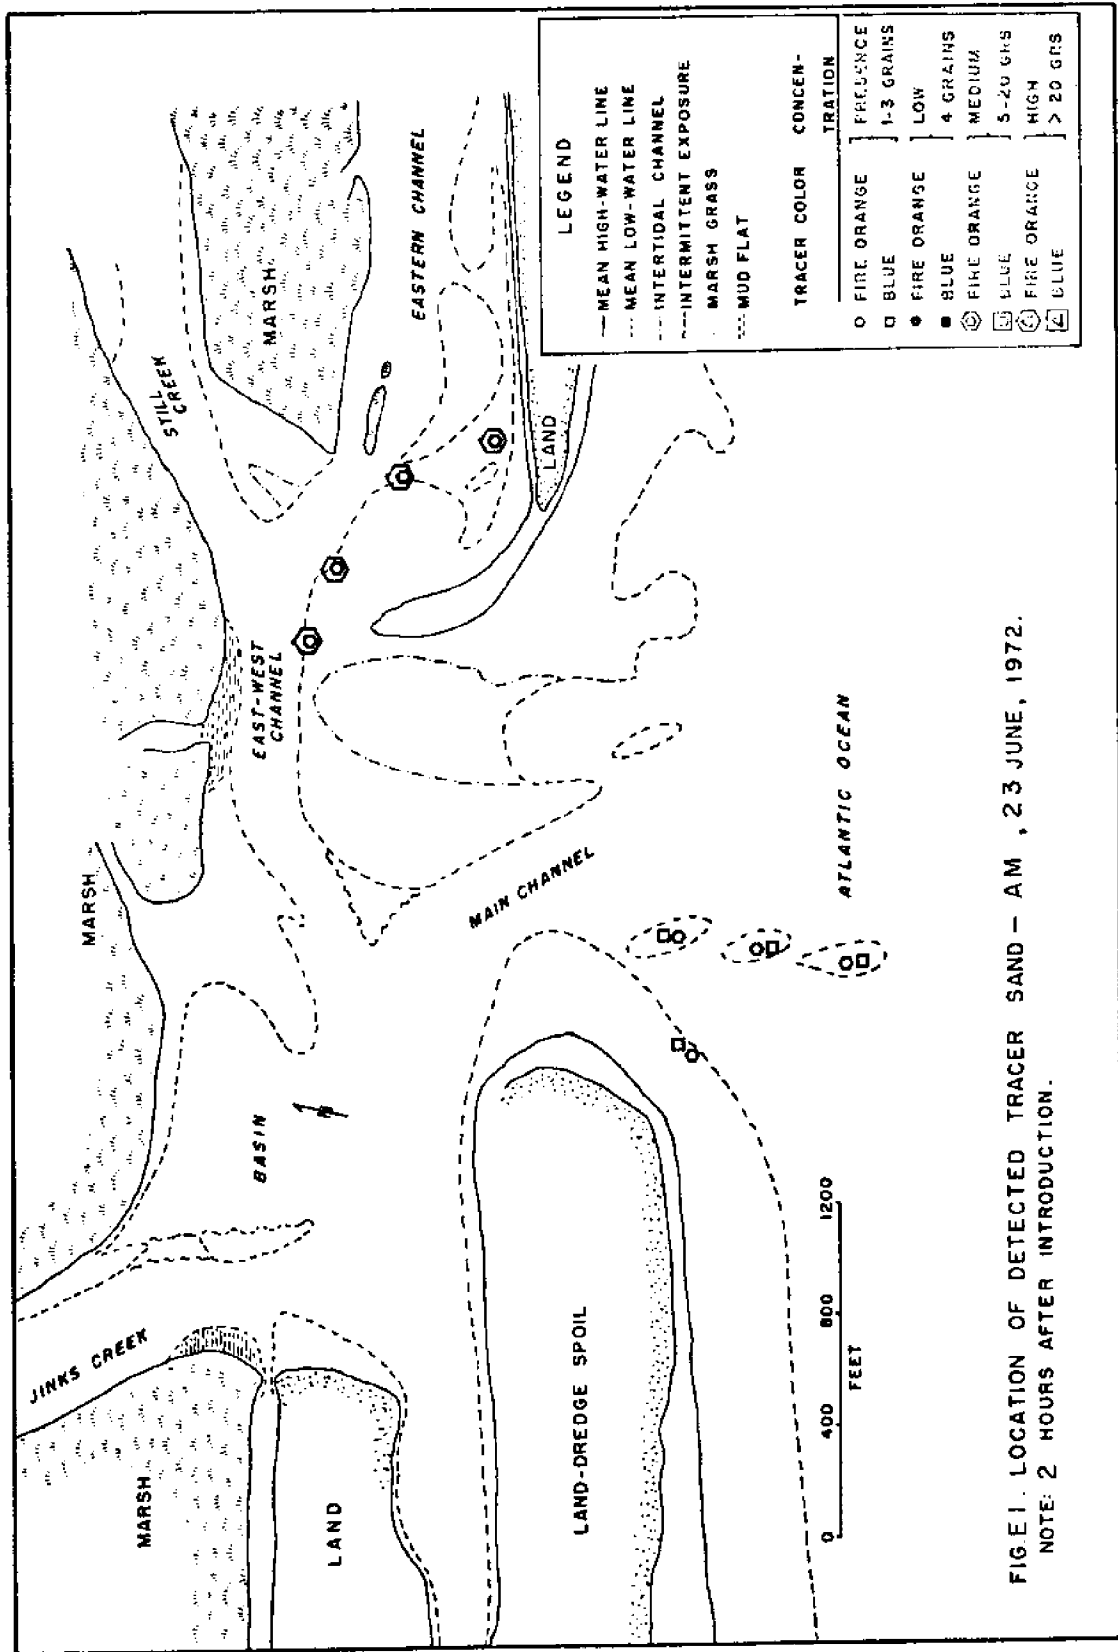 STILL
CREEK
MARSH
EASTERN CHANNEL
EAST-WEST
CHANNEL
MARSH
LAND
MAIN CHANNEL
ATLANTIC OCEAN
BASIN
N
JINKS CREEK
MARSH
LAND
LAND-DREDGE SPOIL
0 400 800 1200
FEET
LEGEND
MEAN HIGH-WATER LINE
MEAN LOW-WATER LINE
INTERTIDAL CHANNEL
INTERMITENT EXPOSURE
MARSH GRASS
MUD FLAT
TRACER COLOR CONCEN-
TRATION
FIRE ORANGE
BLUE 1-3 GRAINS
FIRE ORANGE LOW
BLUE 4 GRAINS
FIRE ORANGE MEDIUM
BLUE 5-20 GRS
FIRE ORANGE HIGH
BLUE > 20 GRS
FIG E1. LOCATION OF DETECTED TRACER SAND - AM, 23 JUNE, 1972.
NOTE: 2 HOURS AFTER INTRODUCTION.